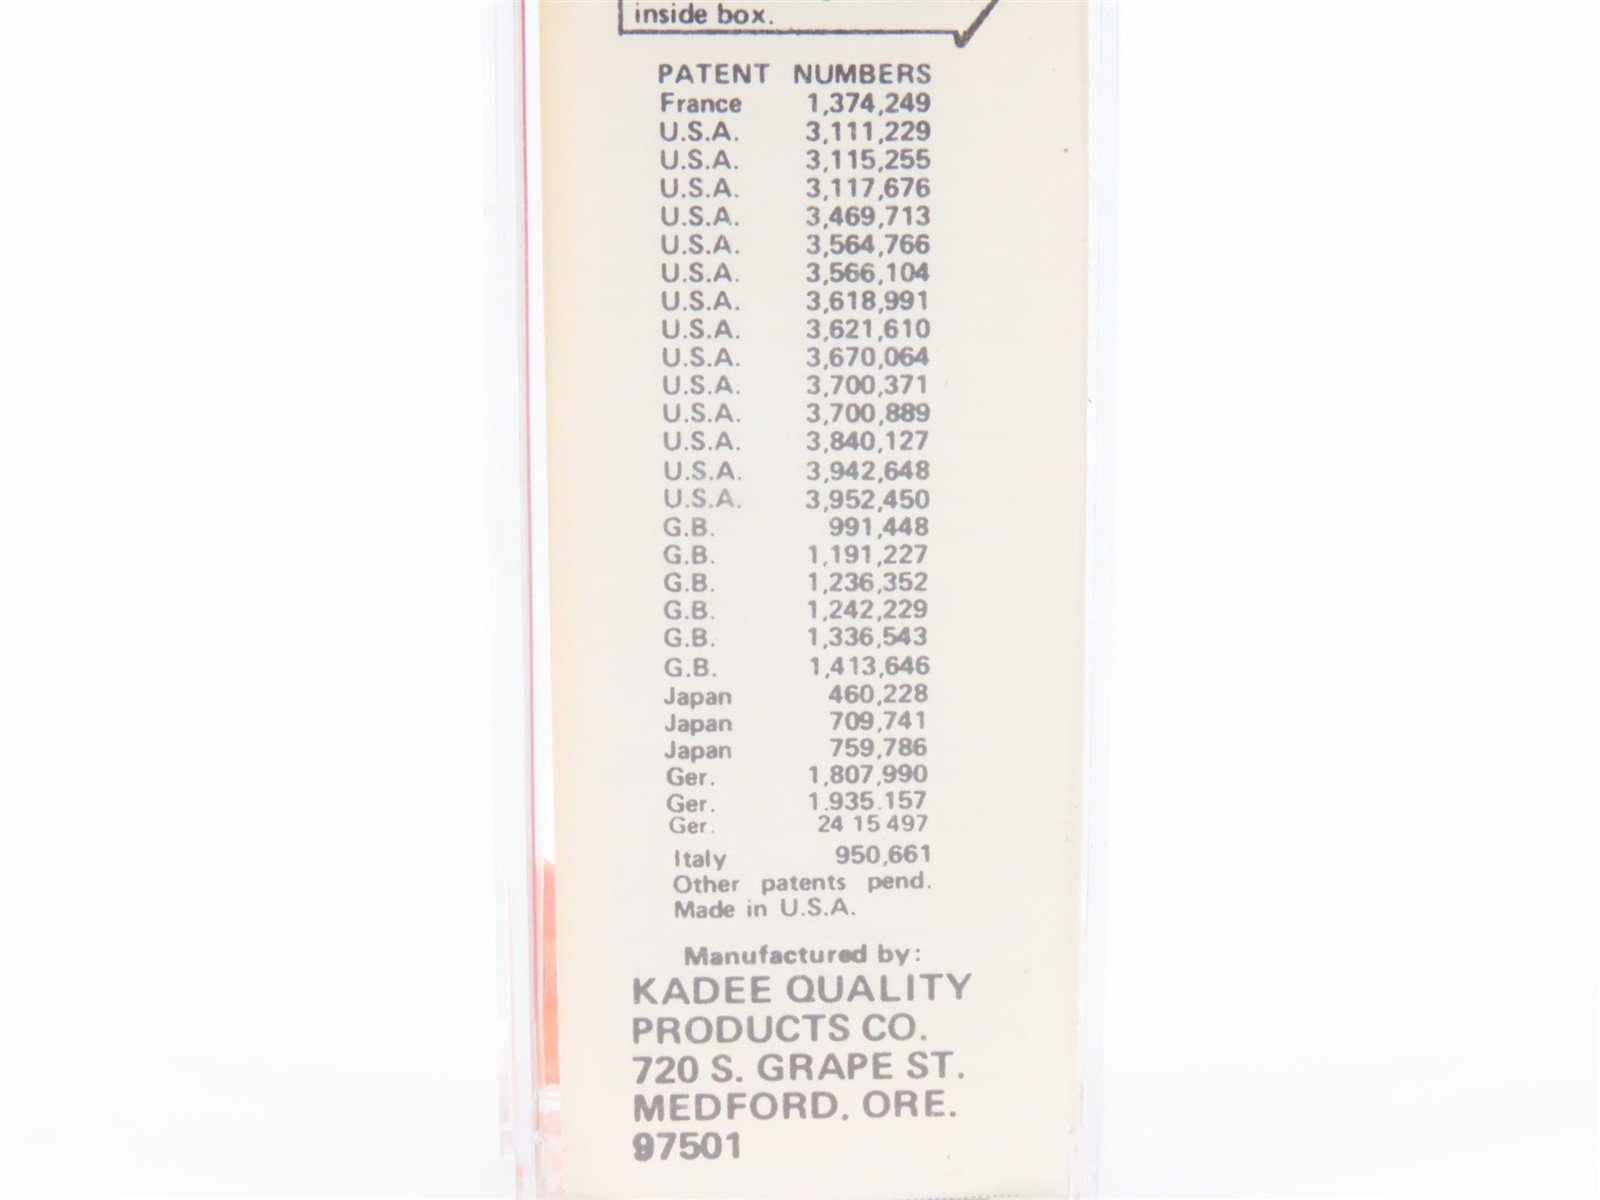 inside box.
PATENT NUMBERS
France 1,374,249
U.S.A. 3,111,229
U.S.A. 3,115,255
U.S.A. 3,117,676
U.S.A. 3,469,713
U.S.A. 3,564,766
U.S.A. 3,566,104
U.S.A. 3,618,991
U.S.A. 3,621,610
U.S.A. 3,670,064
U.S.A. 3,700,371
U.S.A. 3,700,889
U.S.A. 3,840,127
U.S.A. 3,942,648
U.S.A. 3,952,450
G.B. 991,448
G.B. 1,191,227
G.B. 1,236,352
G.B. 1,242,229
G.B. 1,336,543
G.B. 1,413,646
Japan 460,228
Japan 709,741
Japan 759,786
Ger. 1,807,990
Ger. 1.935.157
Ger. 24 15 497
Italy 950,661
Other patents pend.
Made in U.S.A.
Manufactured by:
KADEE QUALITY
PRODUCTS CO.
720 S. GRAPE ST.
MEDFORD, ORE.
97501